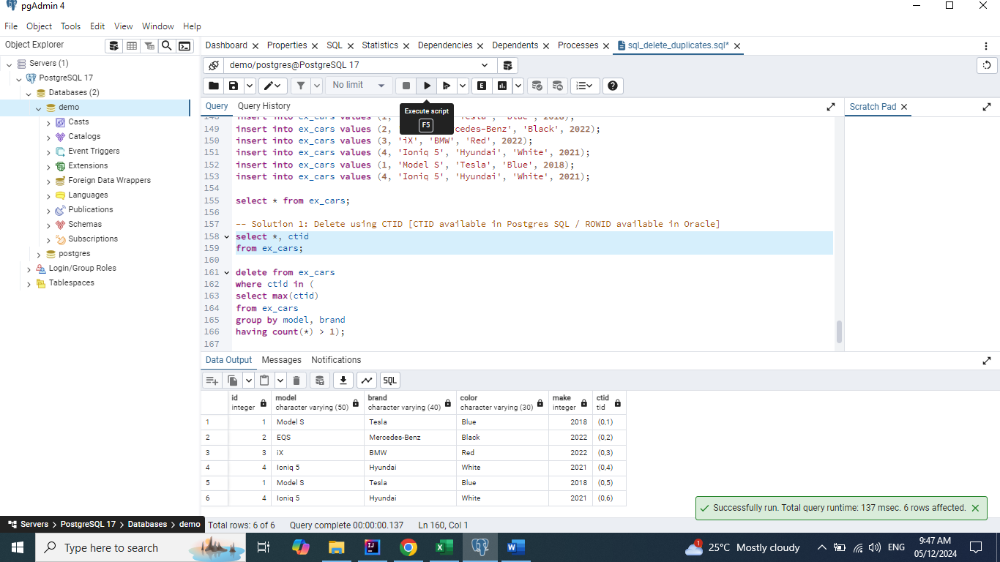 pgAdmin 4
File Object Tools Edit View Window Help
Object Explorer
Servers (1)
PostgreSQL 17
Databases (2)
demo
Casts
Catalogs
Event Triggers
Extensions
Foreign Data Wrappers
Languages
Publications
Schemas
Subscriptions
postgres
Login/Group Roles
Tablespaces
Dashboard Properties SQL Statistics Dependencies Dependents Processes sql_delete_duplicates.sql*
demo/postgres@PostgreSQL 17
No limit E
Query Query History
Execute script
F5
Scratch Pad
148 insert into ex_cars values (1, 'Blue', 2018);
149 insert into ex_cars values (2, cedes-Benz', 'Black', 2022);
150 insert into ex_cars values (3, 'iX', 'BMW', 'Red', 2022);
151 insert into ex_cars values (4, 'Ioniq 5', 'Hyundai', 'White', 2021);
152 insert into ex_cars values (1, 'Model S', 'Tesla', 'Blue', 2018);
153 insert into ex_cars values (4, 'Ioniq 5', 'Hyundai', 'White', 2021);
154
155 select * from ex_cars;
156
157 -- Solution 1: Delete using CTID [CTID available in Postgres SQL / ROWID available in Oracle]
158 select *, ctid
159 from ex_cars;
160
161 delete from ex_cars
162 where ctid in (
163 select max(ctid)
164 from ex_cars
165 group by model, brand
166 having count(*) > 1);
167
Data Output Messages Notifications
SQL
id model brand color make ctid
integer character varying (50) character varying (40) character varying (30) integer tid
1 1 Model S Tesla Blue 2018 (0,1)
2 2 EQS Mercedes-Benz Black 2022 (0,2)
3 3 iX BMW Red 2022 (0,3)
4 4 Ioniq 5 Hyundai White 2021 (0,4)
5 1 Model S Tesla Blue 2018 (0,5)
6 4 Ioniq 5 Hyundai White 2021 (0,6)
Successfully run. Total query runtime: 137 msec. 6 rows affected.
Servers > PostgreSQL 17 > Databases > demo
Total rows: 6 of 6 Query complete 00:00:00.137 Ln 160, Col 1
Type here to search
1 25°C Mostly cloudy ENG 9:47 AM
05/12/2024